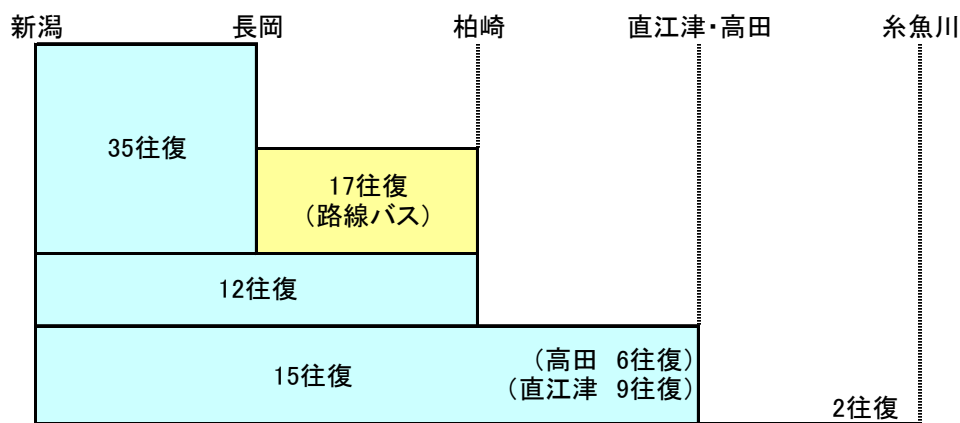 新潟 長岡 柏崎 直江津・高田 糸魚川
35往復
17往復
（路線バス）
12往復
15往復
（高田 6往復）
（直江津 9往復）
2往復